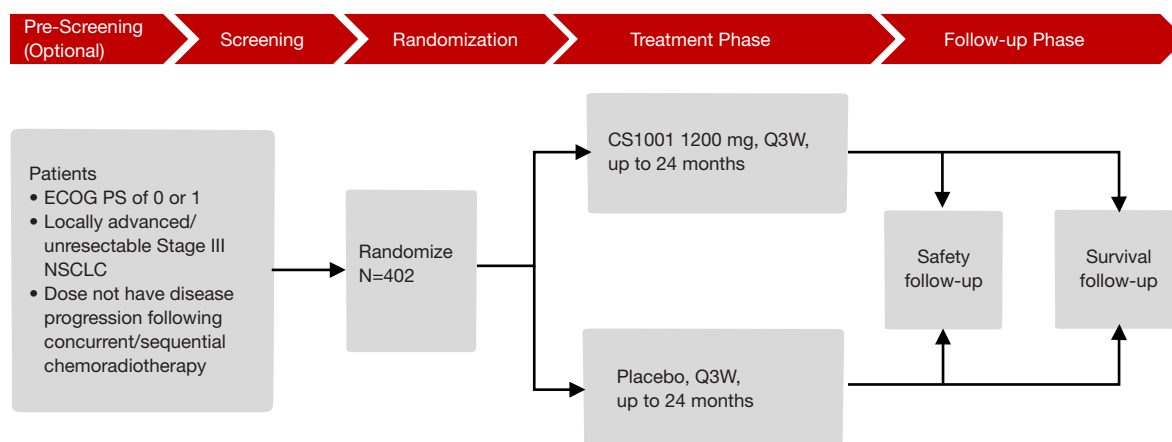 Pre-Screening
(Optional)
Screening
Randomization
Treatment Phase
Follow-up Phase
Patients
• ECOG PS of 0 or 1
• Locally advanced/
unresectable Stage III
NSCLC
• Dose not have disease
progression following
concurrent/sequential
chemoradiotherapy
Randomize
N=402
CS1001 1200 mg, Q3W,
up to 24 months
Placebo, Q3W,
up to 24 months
Safety
follow-up
Survival
follow-up